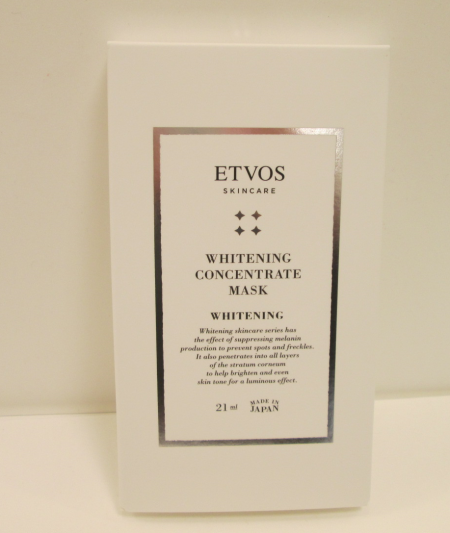 ETVOS
SKINCARE
WHITENING
CONCENTRATE
MASK
WHITENING
Whitening skincare series has
the effect of suppressing melanin
production to prevent spots and freckles.
It also penetrates into all layers
of the stratum corneum
to help brighten and even
skin tone for a luminous effect.
21 ml MADE IN
JAPAN